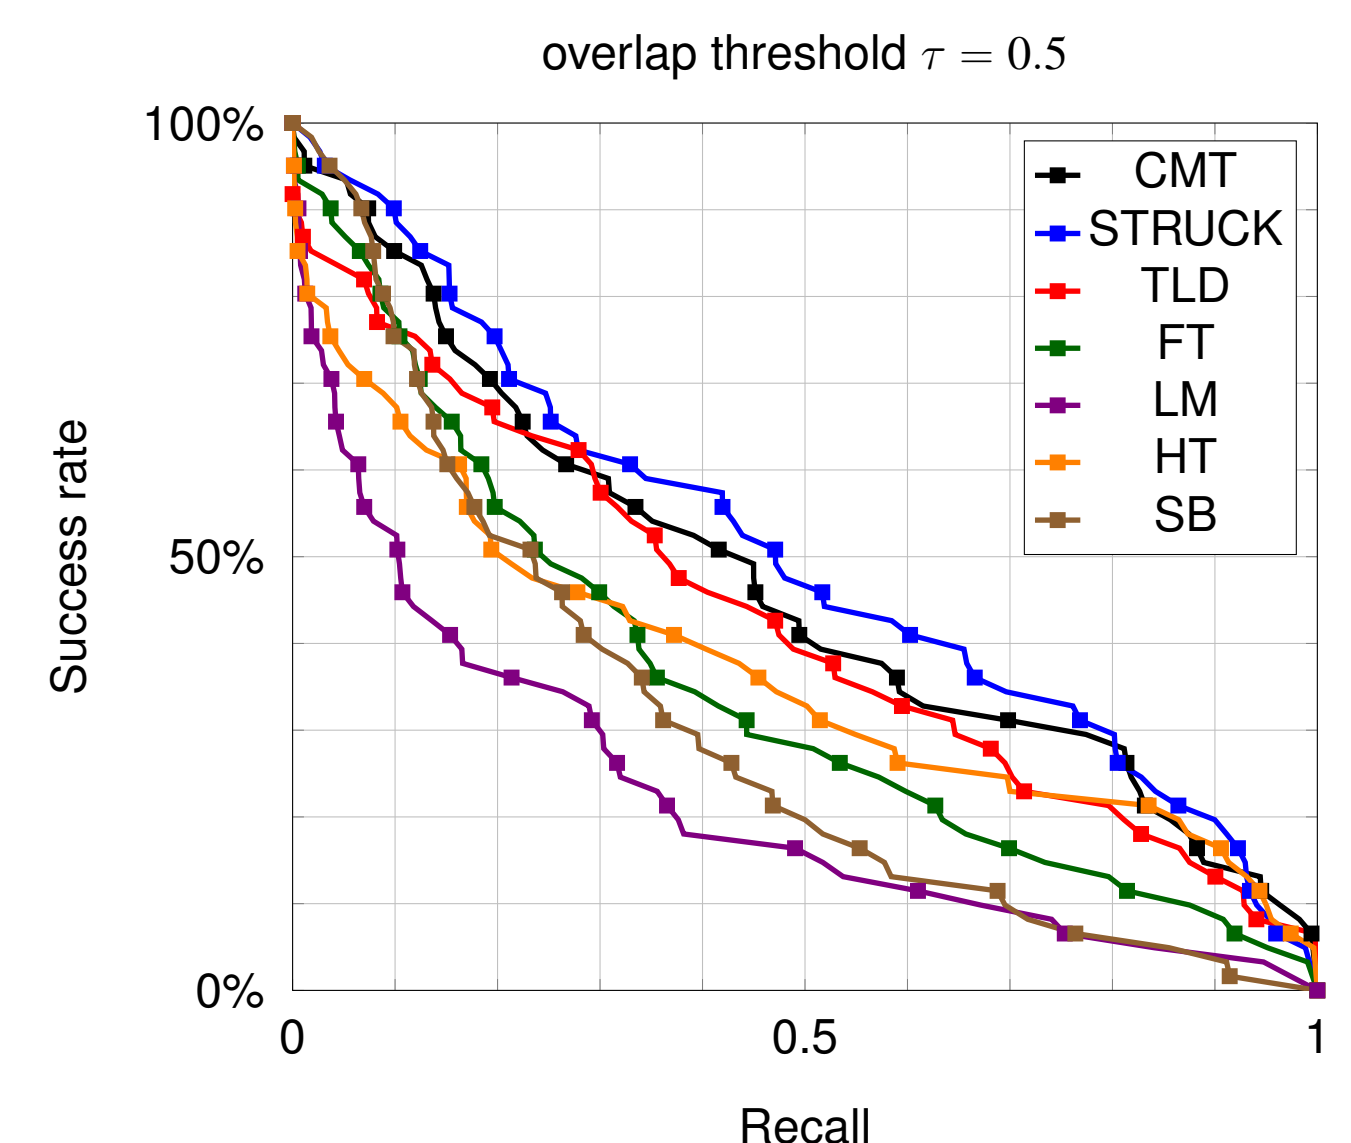 overlap threshold τ = 0.5
100%
CMT
STRUCK
TLD
FT
LM
HT
SB
Success rate
50%
0%
0 0.5 1
Recall